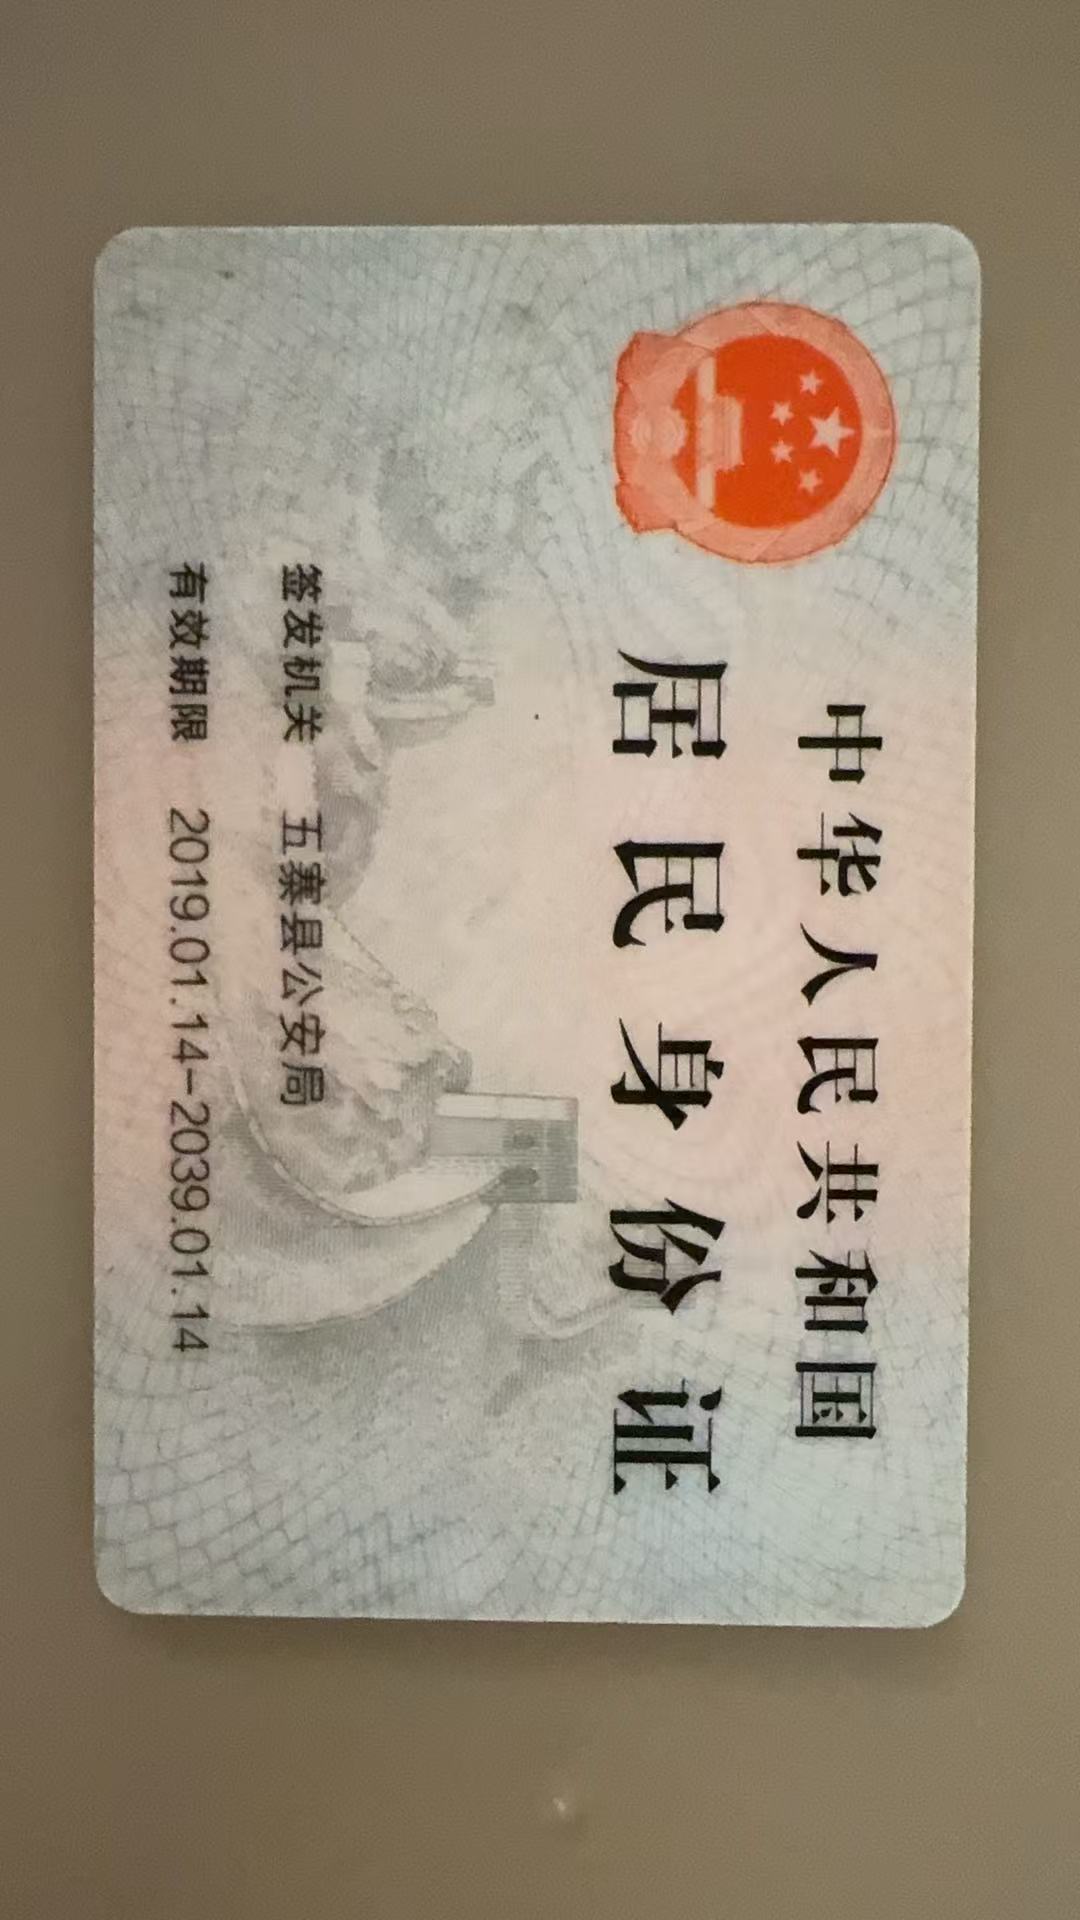 中华人民共和国
居民身份证
签发机关 五寨县公安局
有效期限 2019.01.14-2039.01.14